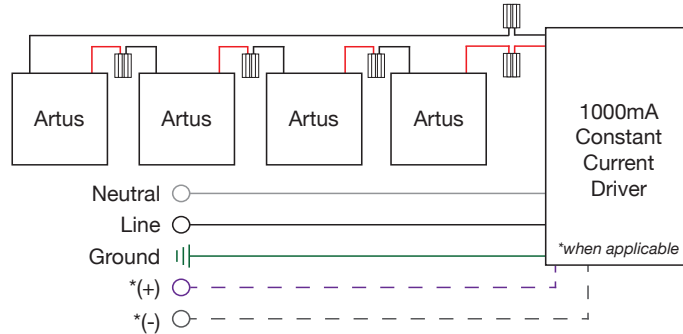 Artus
Artus
Artus
Artus
1000mA
Constant
Current
Driver
*when applicable
Neutral
Line
Ground
*(+)
*(-)